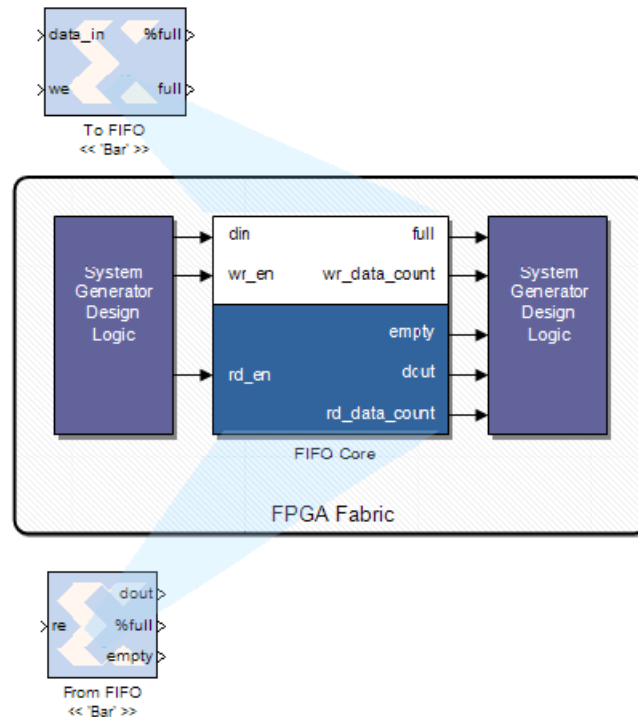 data_in %full
we full
To FIFO
<< 'Bar' >>
din full
wr_en wr_data_count
System
Generator
Design
Logic
System
Generator
Design
Logic
empty
rd_en dout
rd_data_count
FIFO Core
FPGA Fabric
dout
re %full
empty
From FIFO
<< 'Bar' >>